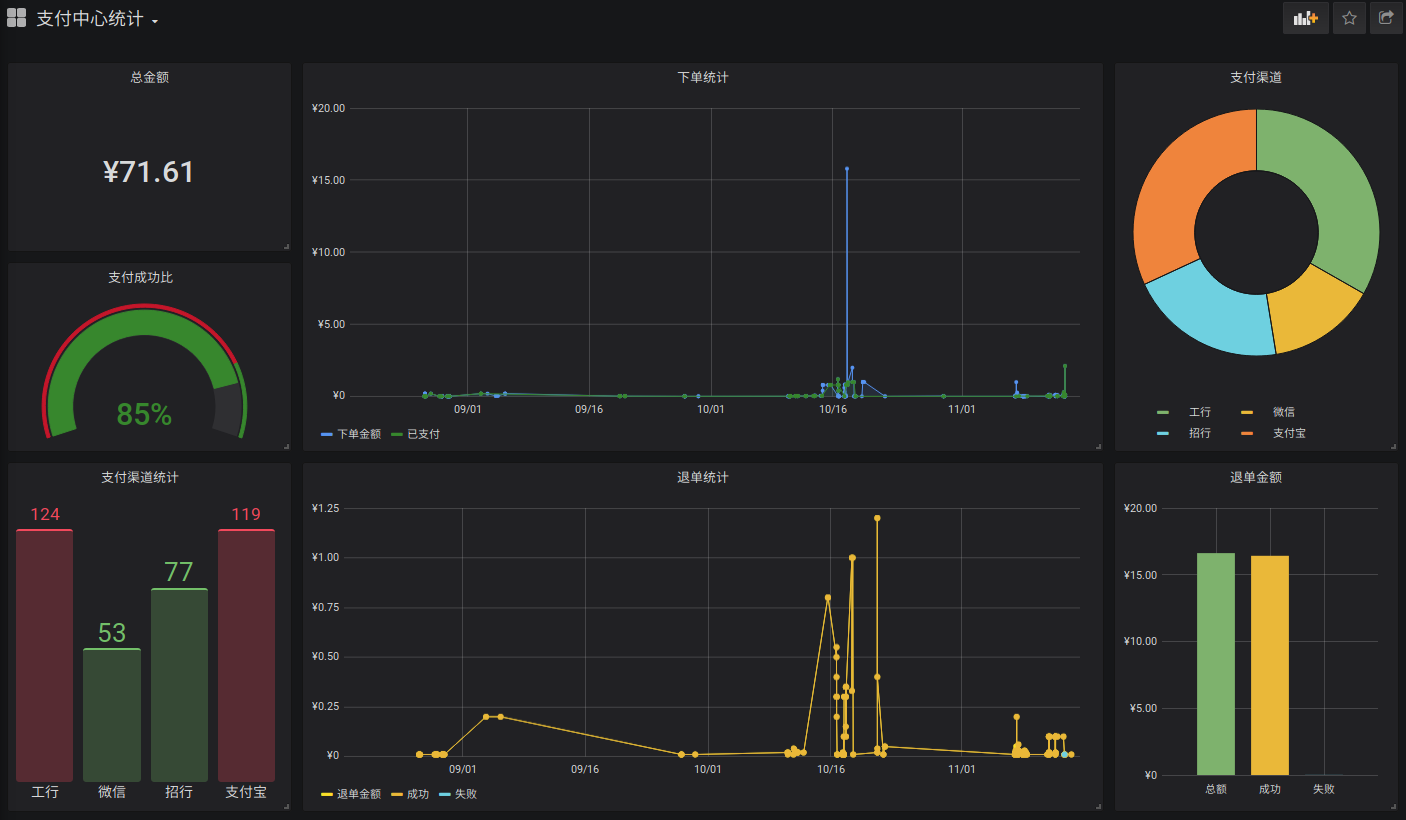 支付中心统计
总金额
¥71.61
支付成功比
85%
支付渠道统计
124
53
77
119
工行
微信
招行
支付宝
下单统计
¥20.00
¥15.00
¥10.00
¥5.00
¥0
09/01
09/16
10/01
10/16
11/01
下单金额
已支付
退单统计
¥1.25
¥1.00
¥0.75
¥0.50
¥0.25
¥0
09/01
09/16
10/01
10/16
11/01
退单金额
成功
失败
支付渠道
工行
微信
招行
支付宝
退单金额
¥20.00
¥15.00
¥10.00
¥5.00
¥0
总额
成功
失败